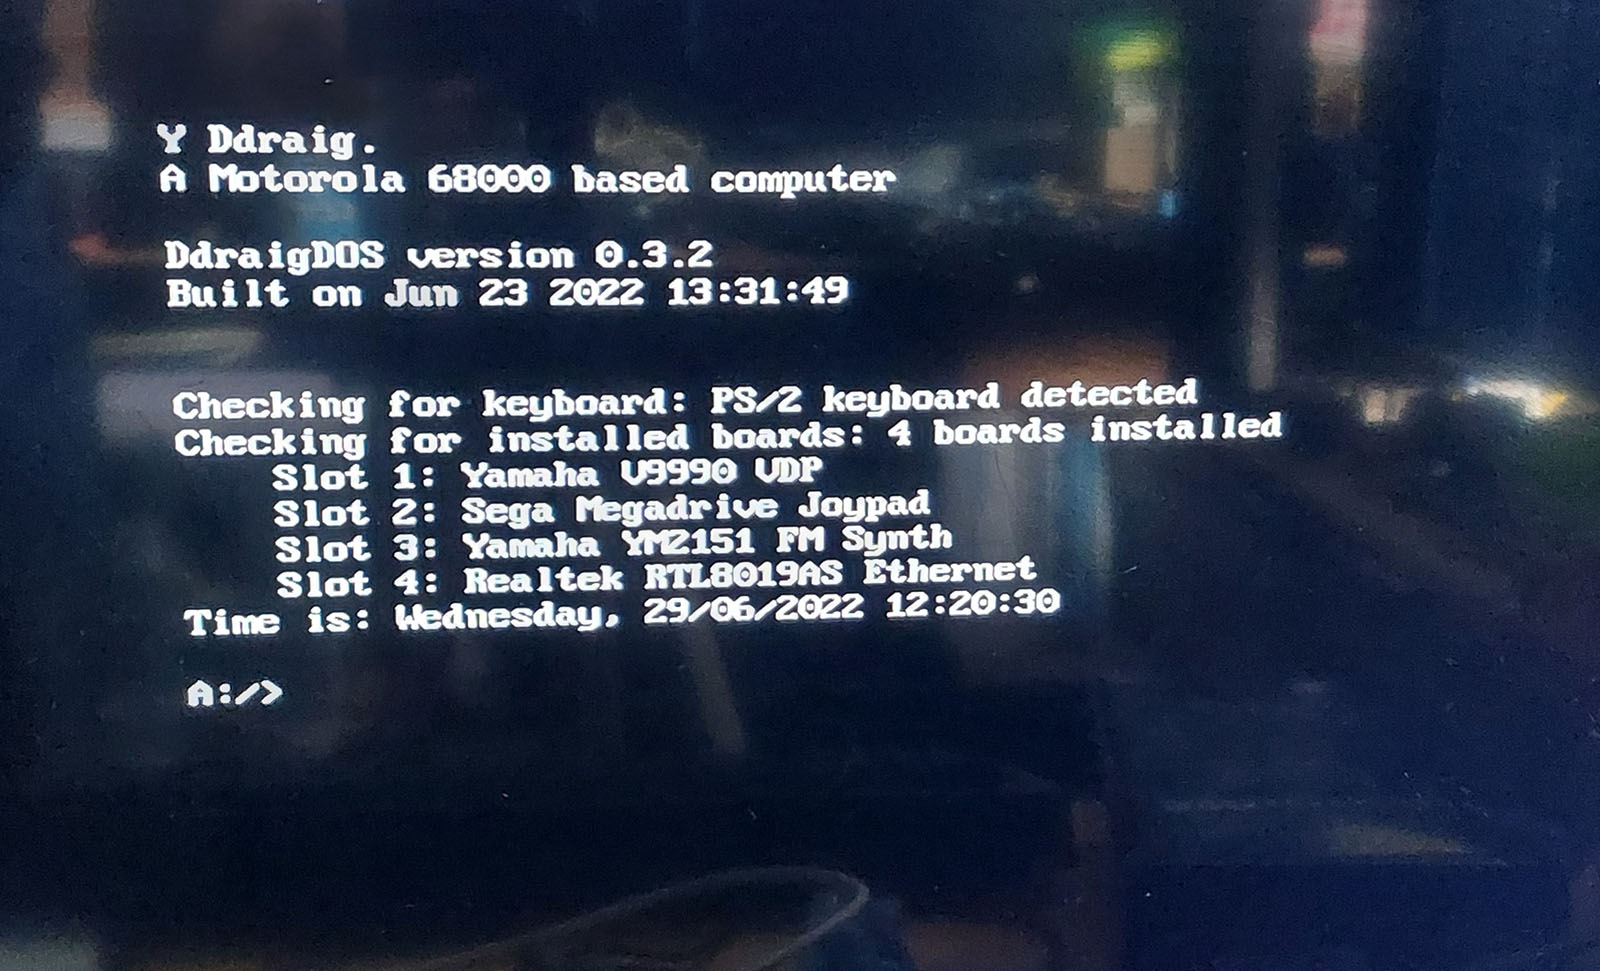 Y Ddraig.
A Motorola 68000 based computer
DdraigDOS version 0.3.2
Built on Jun 23 2022 13:31:49
Checking for keyboard: PS/2 keyboard detected
Checking for installed boards: 4 boards installed
Slot 1: Yamaha V9990 VDP
Slot 2: Sega Megadrive Joypad
Slot 3: Yamaha YM2151 FM Synth
Slot 4: Realtek RTL8019AS Ethernet
Time is: Wednesday, 29/06/2022 12:20:30
A:/>